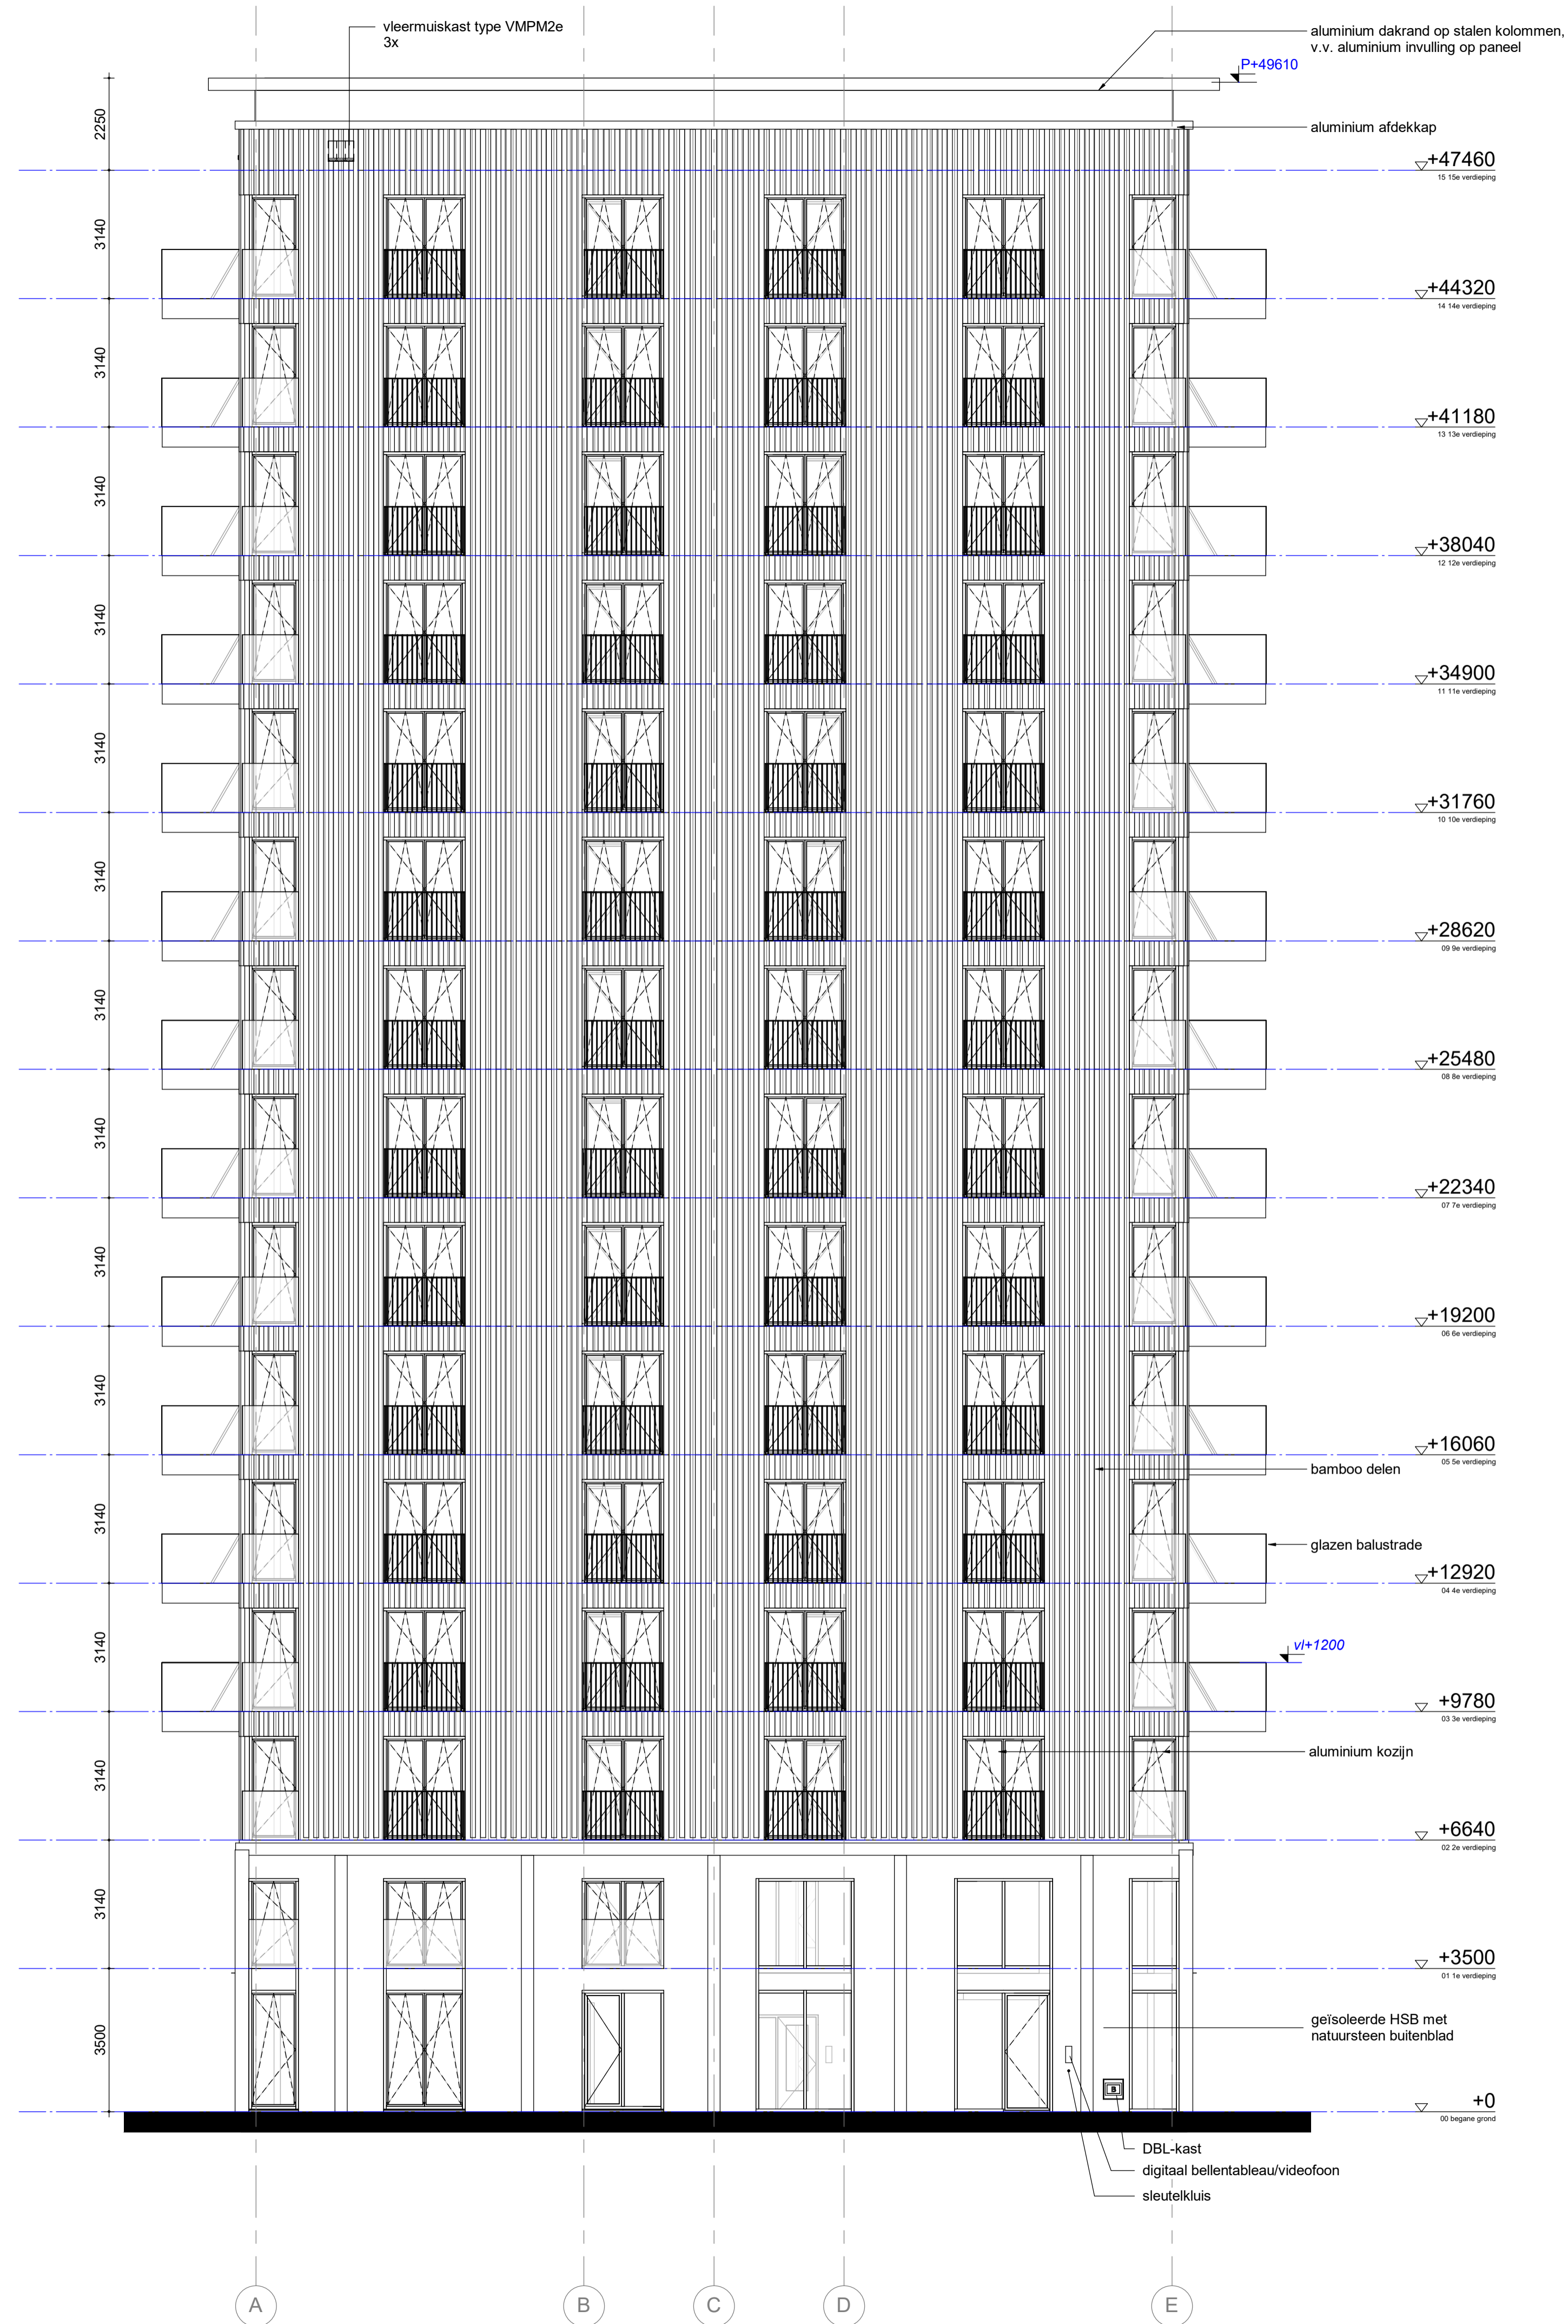 vleermuiskast type VMPM2e
3x
aluminium dakrand op stalen kolommen,
v.v. aluminium invulling op paneel
P+49610
aluminium afdekkap
2250
+47460
15 15e verdieping
3140
+44320
14 14e verdieping
3140
+41180
13 13e verdieping
3140
+38040
12 12e verdieping
3140
+34900
11 11e verdieping
3140
+31760
10 10e verdieping
3140
+28620
09 9e verdieping
3140
+25480
08 8e verdieping
3140
+22340
07 7e verdieping
3140
+19200
06 6e verdieping
3140
+16060
05 5e verdieping
bamboo delen
3140
glazen balustrade
+12920
04 4e verdieping
3140
vl+1200
+9780
03 3e verdieping
3140
aluminium kozijn
+6640
02 2e verdieping
3140
+3500
01 1e verdieping
3500
geïsoleerde HSB met
natuursteen buitenblad
B
+0
00 begane grond
DBL-kast
digitaal bellentableau/videofoon
sleutelkluis
A
B
C
D
E